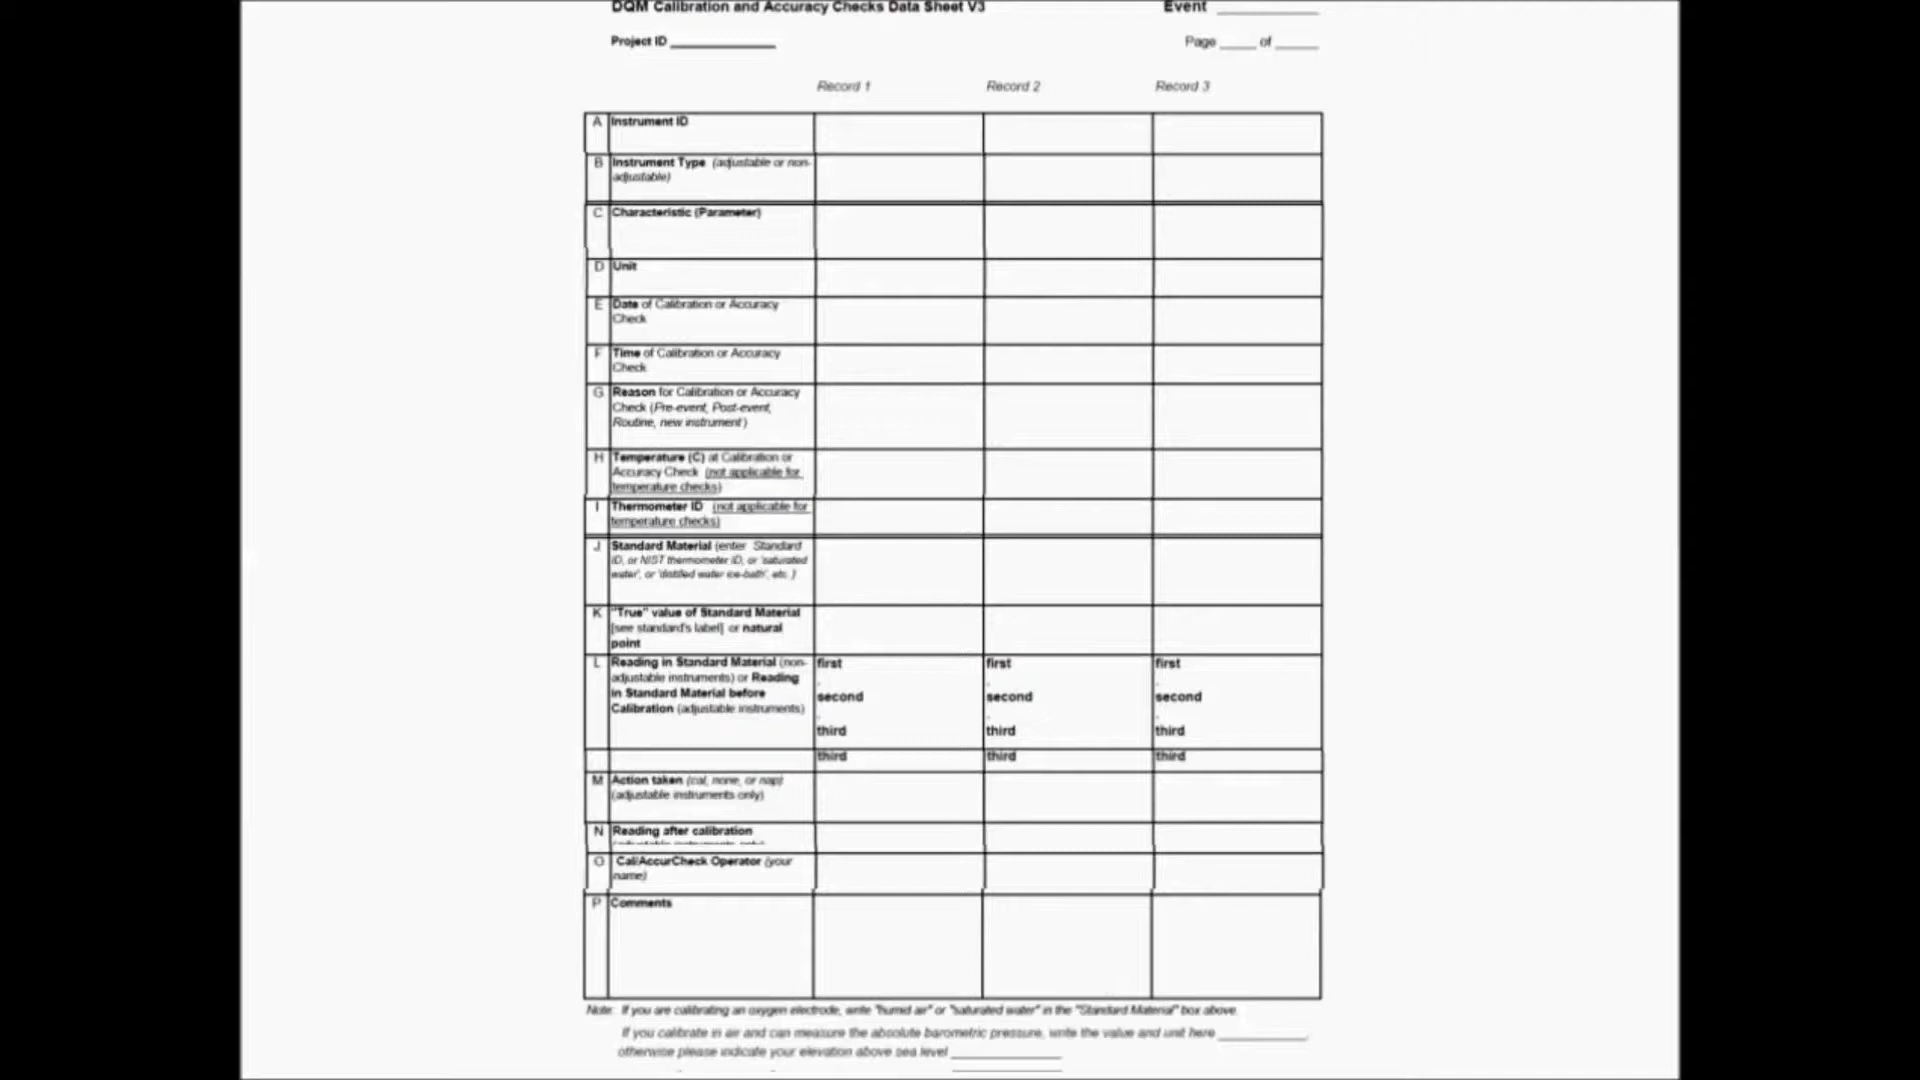 DQM Calibration and Accuracy Checks Data Sheet V3 Event
Project ID Page of
Record 1 Record 2 Record 3
A Instrument ID
B Instrument Type (adjustable or non-
adjustable)
C Characteristic (Parameter)
D Unit
E Date of Calibration or Accuracy
Check
F Time of Calibration or Accuracy
Check
G Reason for Calibration or Accuracy
Check (Pre-event, Post-event,
Routine, new instrument)
H Temperature (C) at Calibration or
Accuracy Check (not applicable for
temperature checks)
I Thermometer ID (not applicable for
temperature checks)
J Standard Material (enter Standard
ID, or NIST thermometer ID, or 'saturated
water', or 'distilled water ice-bath', etc. )
K "True" value of Standard Material
[see standard's label] or natural
point
L Reading in Standard Material (non-
adjustable instruments) or Reading
in Standard Material before
Calibration (adjustable instruments)
first first first
second second second
third third third
third third third
M Action taken (cal, none, or nap)
(adjustable instruments only)
N Reading after calibration
O Cal/AccurCheck Operator (your
name)
P Comments
Note: If you are calibrating an oxygen electrode, write "humid air" or "saturated water" in the "Standard Material" box above.
If you calibrate in air and can measure the absolute barometric pressure, write the value and unit here
otherwise please indicate your elevation above sea level